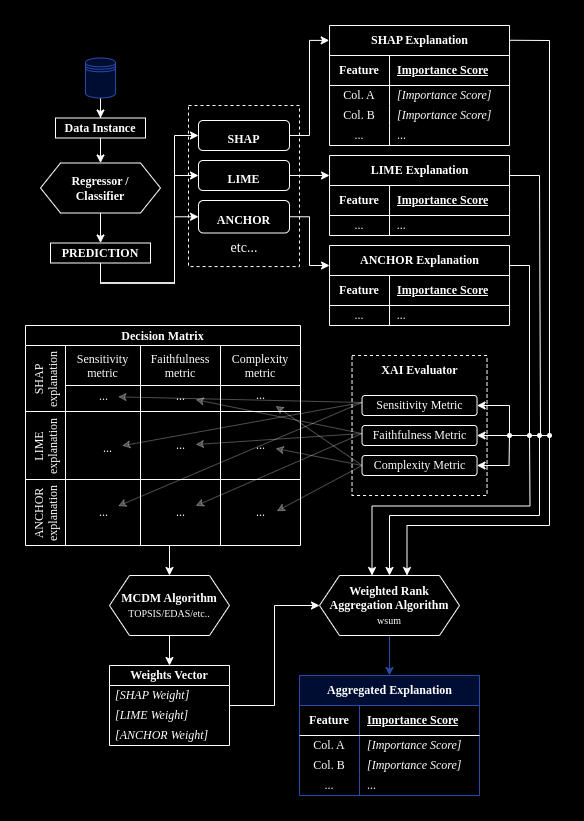 Data Instance
Regressor /
Classifier
PREDICTION
SHAP
LIME
ANCHOR
etc...
SHAP Explanation
Feature Importance Score
Col. A [Importance Score]
Col. B [Importance Score]
... ...
LIME Explanation
Feature Importance Score
... ...
ANCHOR Explanation
Feature Importance Score
... ...
Decision Matrix
Sensitivity
metric
Faithfulness
metric
Complexity
metric
SHAP
explanation
... ... ...
LIME
explanation
... ... ...
ANCHOR
explanation
... ... ...
XAI Evaluator
Sensitivity Metric
Faithfulness Metric
Complexity Metric
MCDM Algorithm
TOPSIS/EDAS/etc..
Weights Vector
[SHAP Weight]
[LIME Weight]
[ANCHOR Weight]
Weighted Rank
Aggregation Algorithm
wsum
Aggregated Explanation
Feature Importance Score
Col. A [Importance Score]
Col. B [Importance Score]
... ...